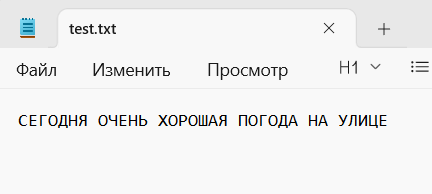 test.txt
Файл Изменить Просмотр H1
СЕГОДНЯ ОЧЕНЬ ХОРОШАЯ ПОГОДА НА УЛИЦЕ